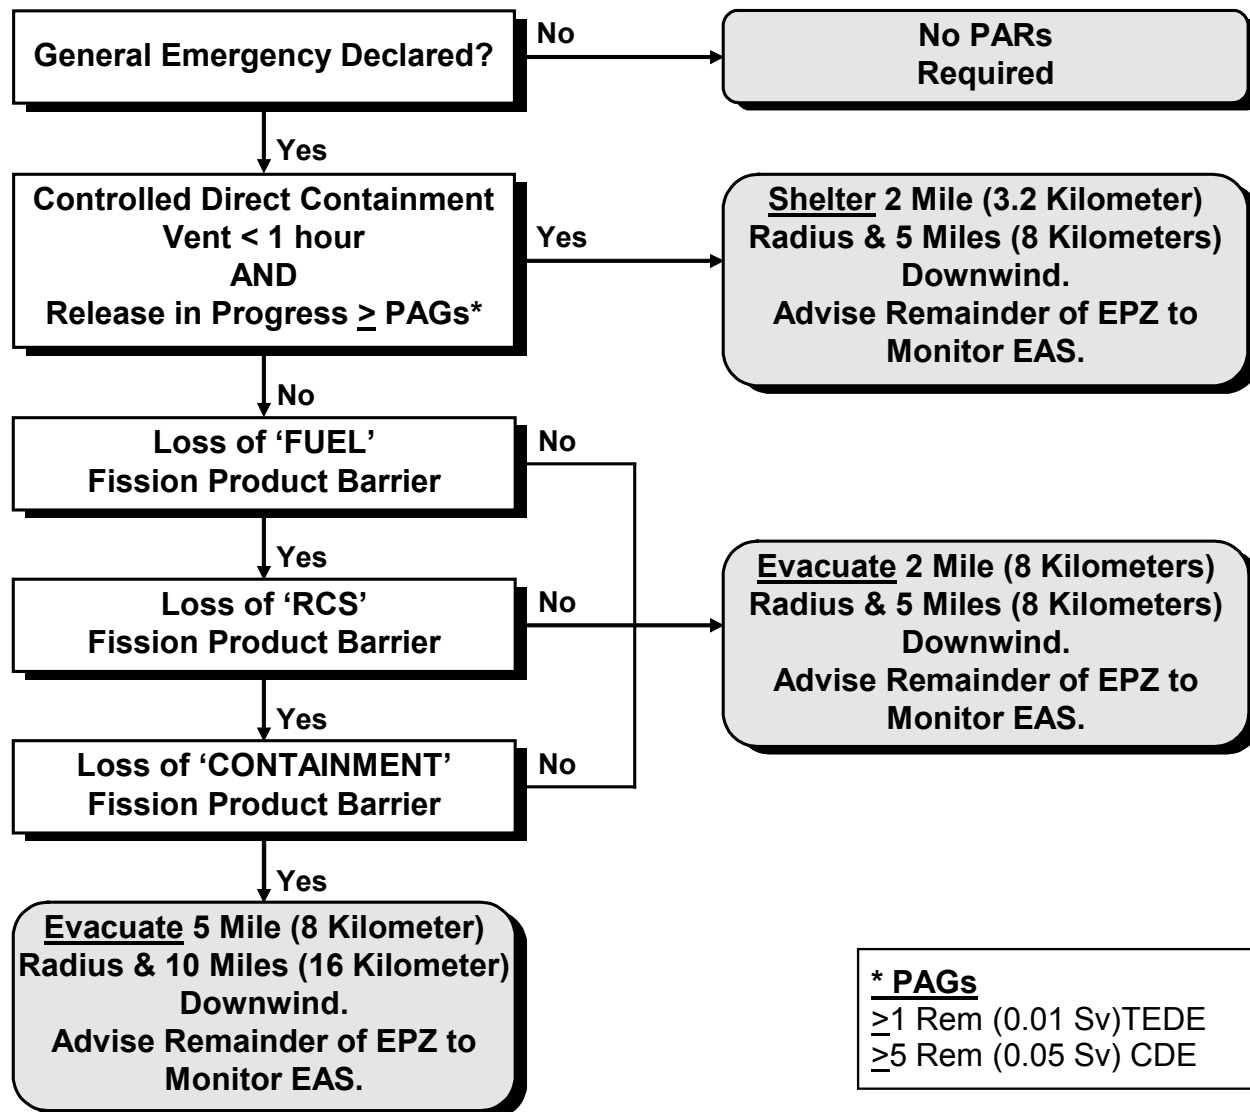 General Emergency Declared?
No
No PARs
Required
Yes
Controlled Direct Containment
Vent < 1 hour
AND
Release in Progress > PAGs*
Yes
Shelter 2 Mile (3.2 Kilometer)
Radius & 5 Miles (8 Kilometers)
Downwind.
Advise Remainder of EPZ to
Monitor EAS.
No
Loss of ‘FUEL’
Fission Product Barrier
No
Yes
Loss of ‘RCS’
Fission Product Barrier
No
Evacuate 2 Mile (8 Kilometers)
Radius & 5 Miles (8 Kilometers)
Downwind.
Advise Remainder of EPZ to
Monitor EAS.
Yes
Loss of ‘CONTAINMENT’
Fission Product Barrier
No
Yes
Evacuate 5 Mile (8 Kilometer)
Radius & 10 Miles (16 Kilometer)
Downwind.
Advise Remainder of EPZ to
Monitor EAS.
* PAGs
>1 Rem (0.01 Sv)TEDE
>5 Rem (0.05 Sv) CDE